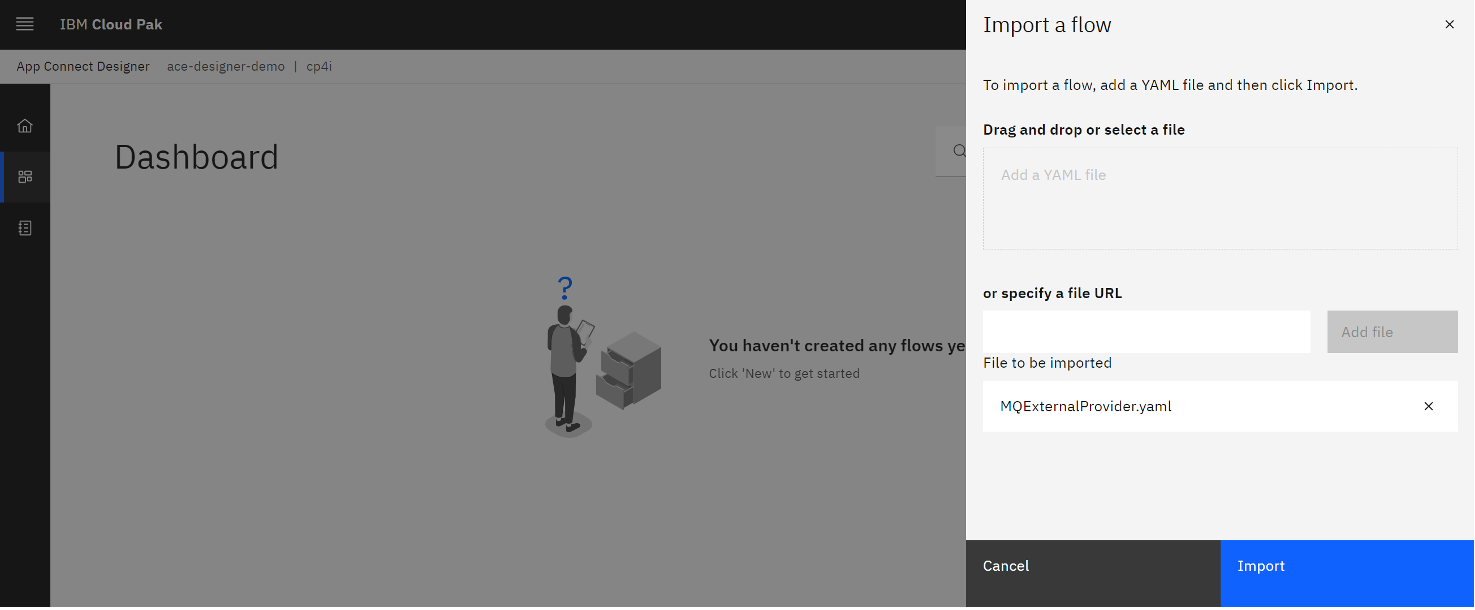 IBM Cloud Pak
App Connect Designer ace-designer-demo | cp4i
Dashboard
?
You haven't created any flows ye
Click 'New' to get started
Import a flow
To import a flow, add a YAML file and then click Import.
Drag and drop or select a file
Add a YAML file
or specify a file URL
Add file
File to be imported
MQExternalProvider.yaml
Cancel
Import